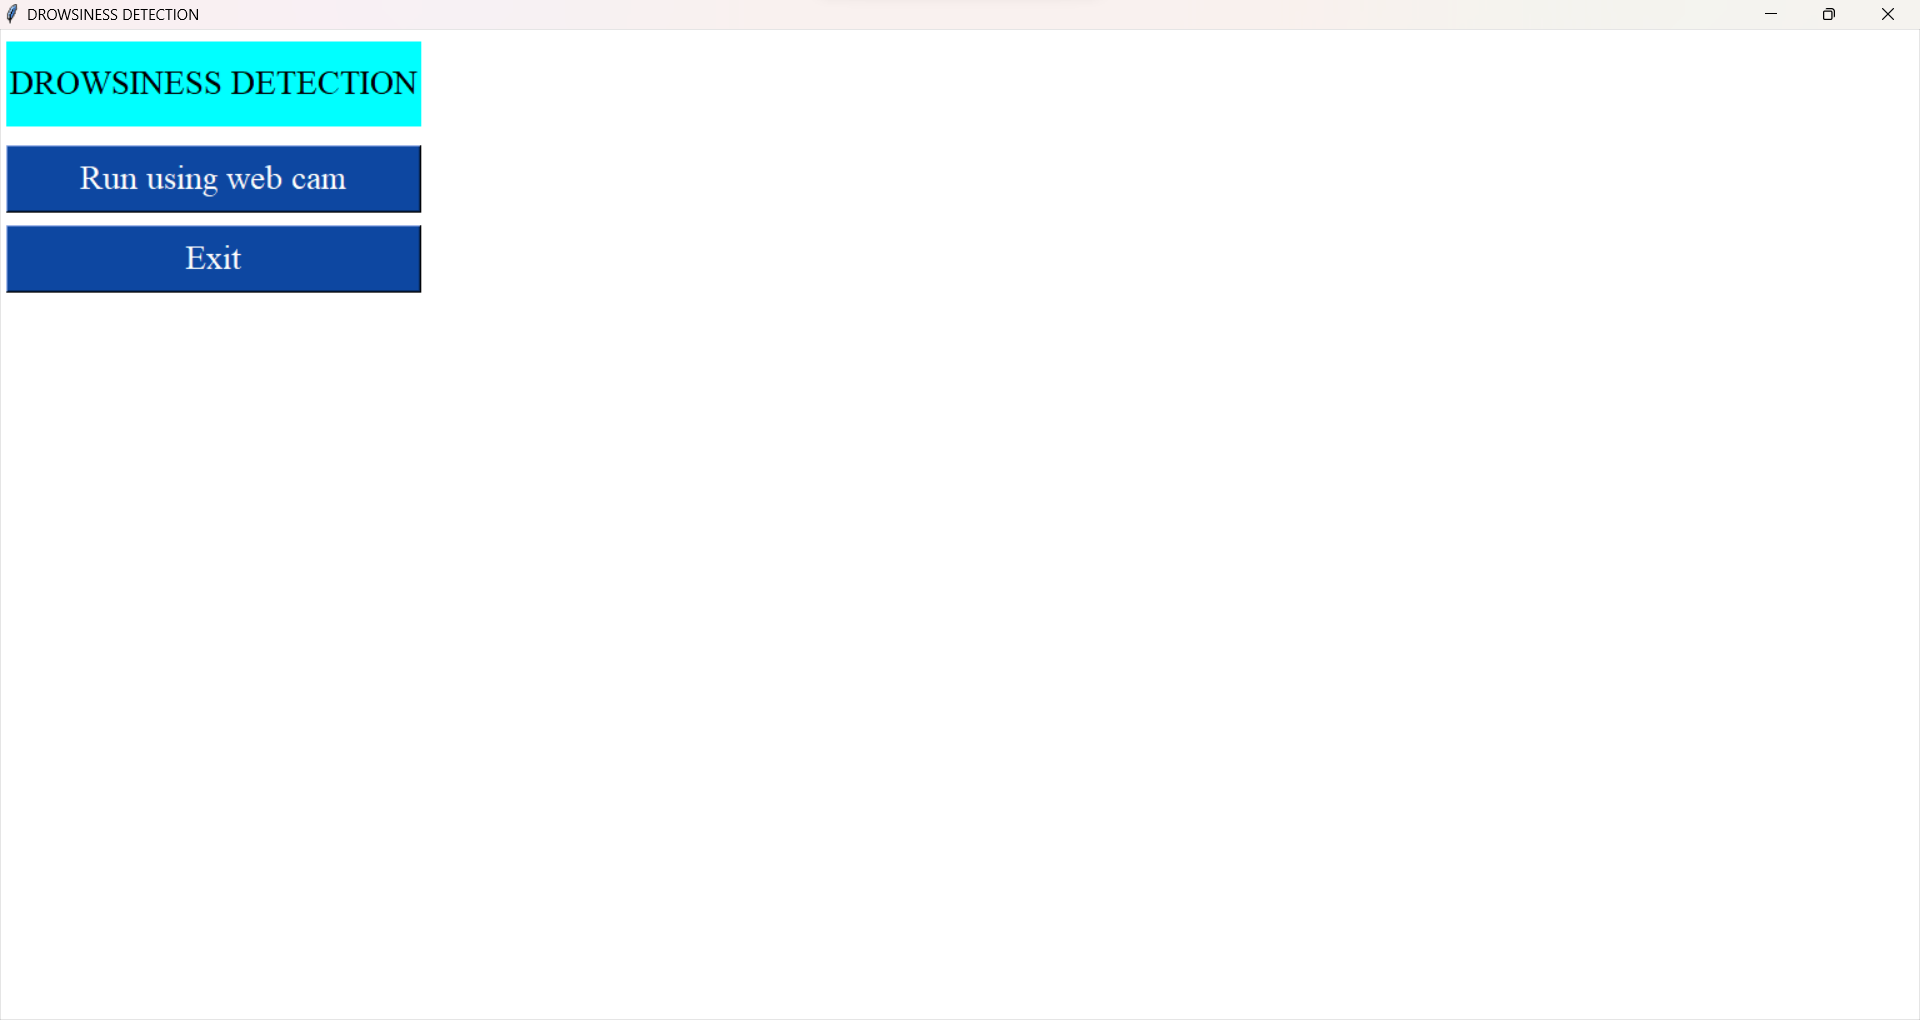 DROWSINESS DETECTION
DROWSINESS DETECTION
Run using web cam
Exit